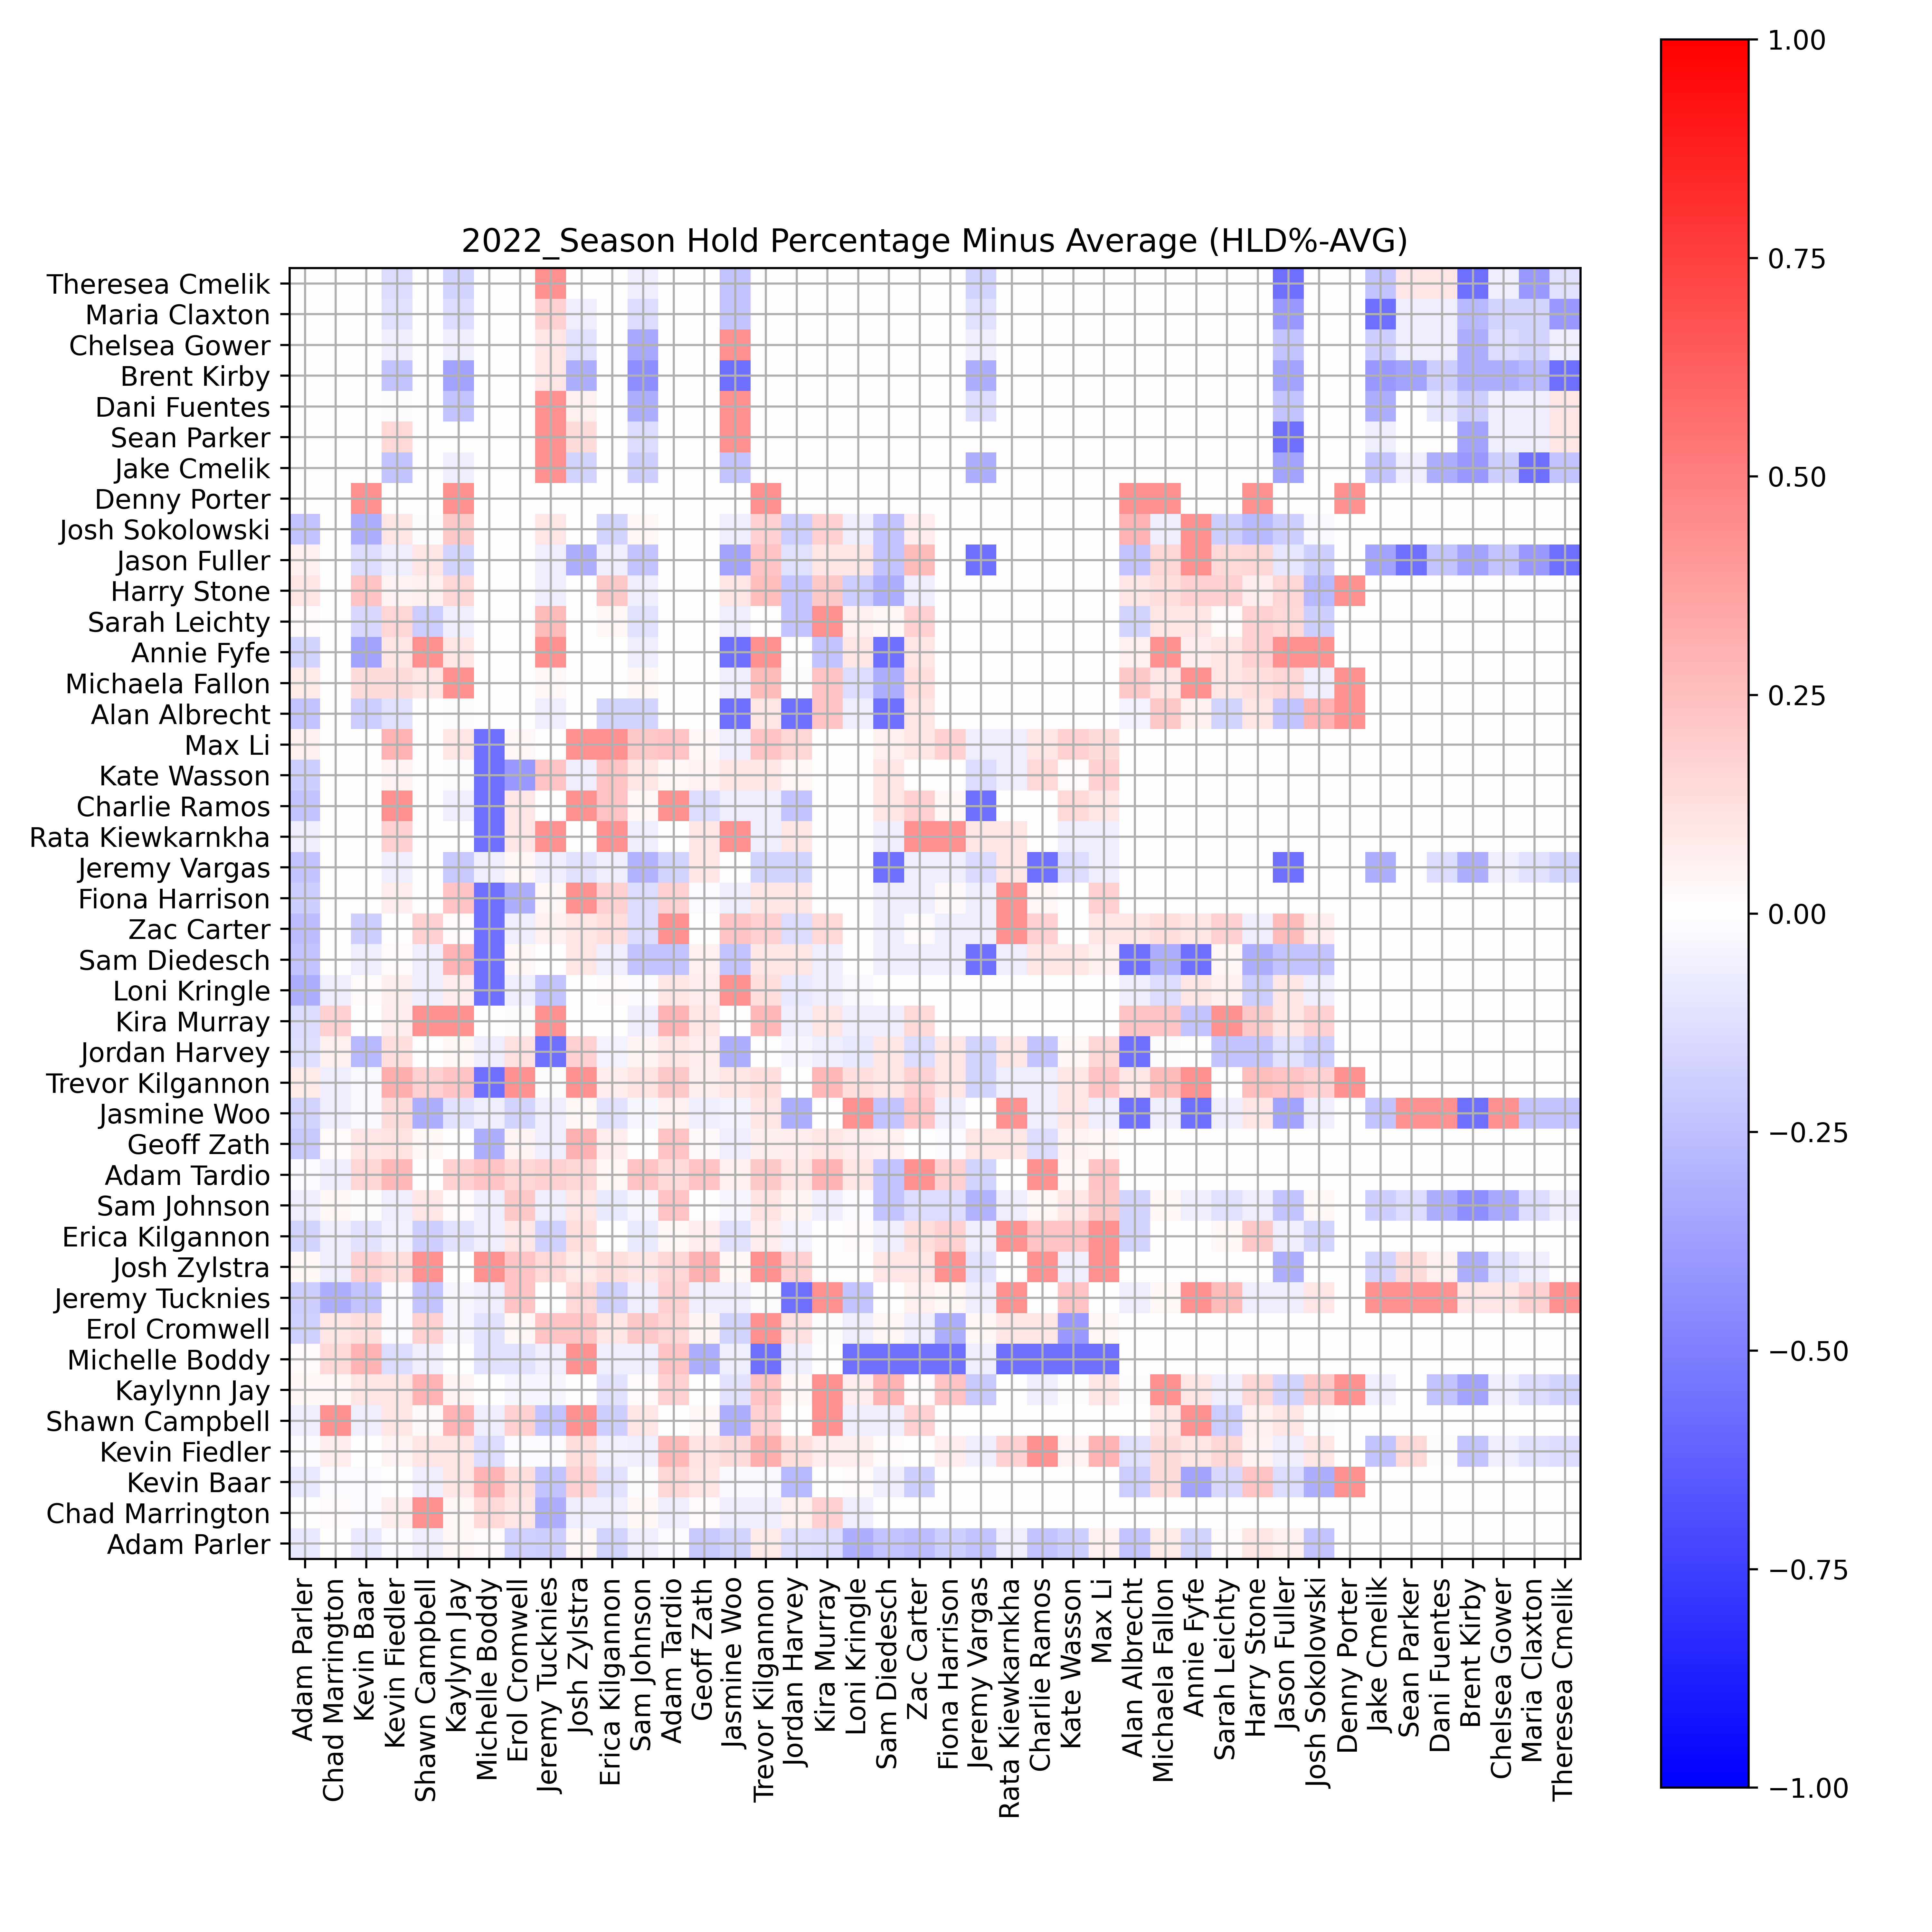 2022_Season Hold Percentage Minus Average (HLD%-AVG)
Theresea Cmelik
Maria Claxton
Chelsea Gower
Brent Kirby
Dani Fuentes
Sean Parker
Jake Cmelik
Denny Porter
Josh Sokolowski
Jason Fuller
Harry Stone
Sarah Leichty
Annie Fyfe
Michaela Fallon
Alan Albrecht
Max Li
Kate Wasson
Charlie Ramos
Rata Kiewkarnkha
Jeremy Vargas
Fiona Harrison
Zac Carter
Sam Diedesch
Loni Kringle
Kira Murray
Jordan Harvey
Trevor Kilgannon
Jasmine Woo
Geoff Zath
Adam Tardio
Sam Johnson
Erica Kilgannon
Josh Zylstra
Jeremy Tucknies
Erol Cromwell
Michelle Boddy
Kaylynn Jay
Shawn Campbell
Kevin Fiedler
Kevin Baar
Chad Marrington
Adam Parler
Adam Parler
Chad Marrington
Kevin Baar
Kevin Fiedler
Shawn Campbell
Kaylynn Jay
Michelle Boddy
Erol Cromwell
Jeremy Tucknies
Josh Zylstra
Erica Kilgannon
Sam Johnson
Adam Tardio
Geoff Zath
Jasmine Woo
Trevor Kilgannon
Jordan Harvey
Kira Murray
Loni Kringle
Sam Diedesch
Zac Carter
Fiona Harrison
Jeremy Vargas
Rata Kiewkarnkha
Charlie Ramos
Kate Wasson
Max Li
Alan Albrecht
Michaela Fallon
Annie Fyfe
Sarah Leichty
Harry Stone
Jason Fuller
Josh Sokolowski
Denny Porter
Jake Cmelik
Sean Parker
Dani Fuentes
Brent Kirby
Chelsea Gower
Maria Claxton
Theresea Cmelik
1.00
0.75
0.50
0.25
0.00
−0.25
−0.50
−0.75
−1.00